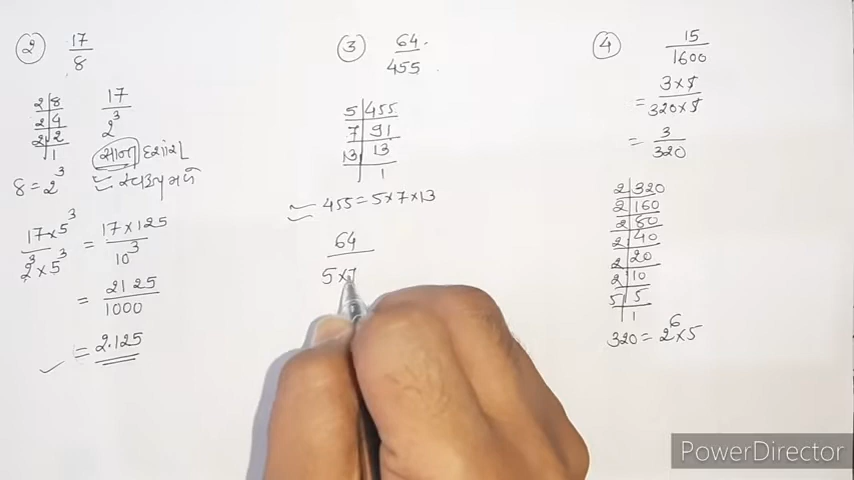 ② 17/8
2 | 8
2 | 4
2 | 2
1
17/2³
સાન્ત દશાંશ
સ્વરૂપ મળે
8 = 2³
17 × 5³ / 2³ × 5³ = 17 × 125 / 10³
= 2125 / 1000
= 2.125
③ 64/455
5 | 455
7 | 91
13 | 13
1
455 = 5 × 7 × 13
64 / 5 × 7
④ 15/1600
= 3 × 5 / 320 × 5
= 3/320
2 | 320
2 | 160
2 | 80
2 | 40
2 | 20
2 | 10
5 | 5
1
320 = 2⁶ × 5
PowerDirector